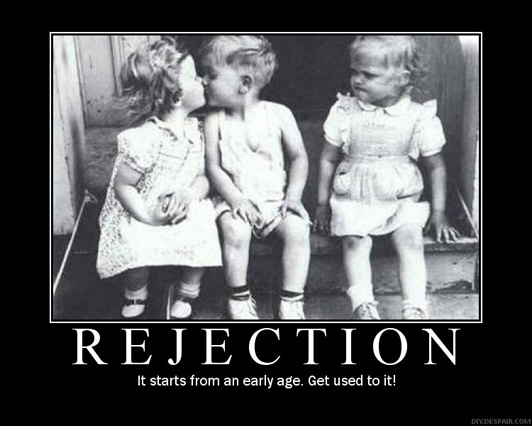 REJECTION
It starts from an early age. Get used to it!
DIY.DESPAIR.COM